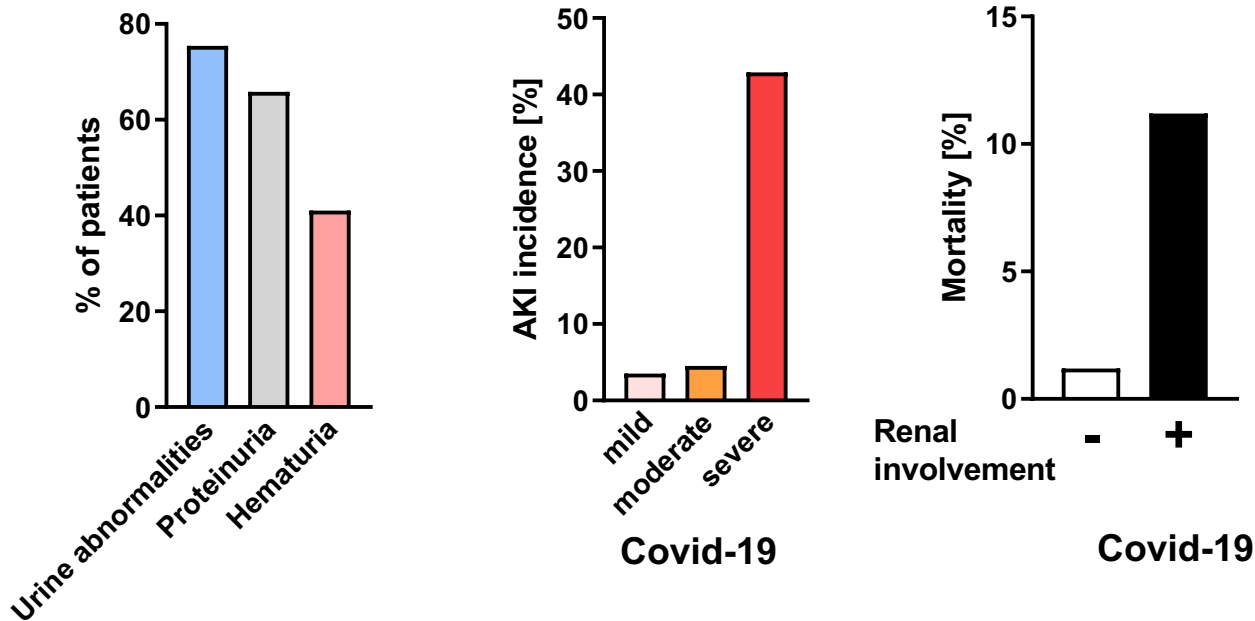 % of patients
80
60
40
20
0
Urine abnormalities
Proteinuria
Hematuria
AKI incidence [%]
50
40
30
20
10
0
mild
moderate
severe
Covid-19
Mortality [%]
15
10
5
0
Renal
involvement
- +
Covid-19